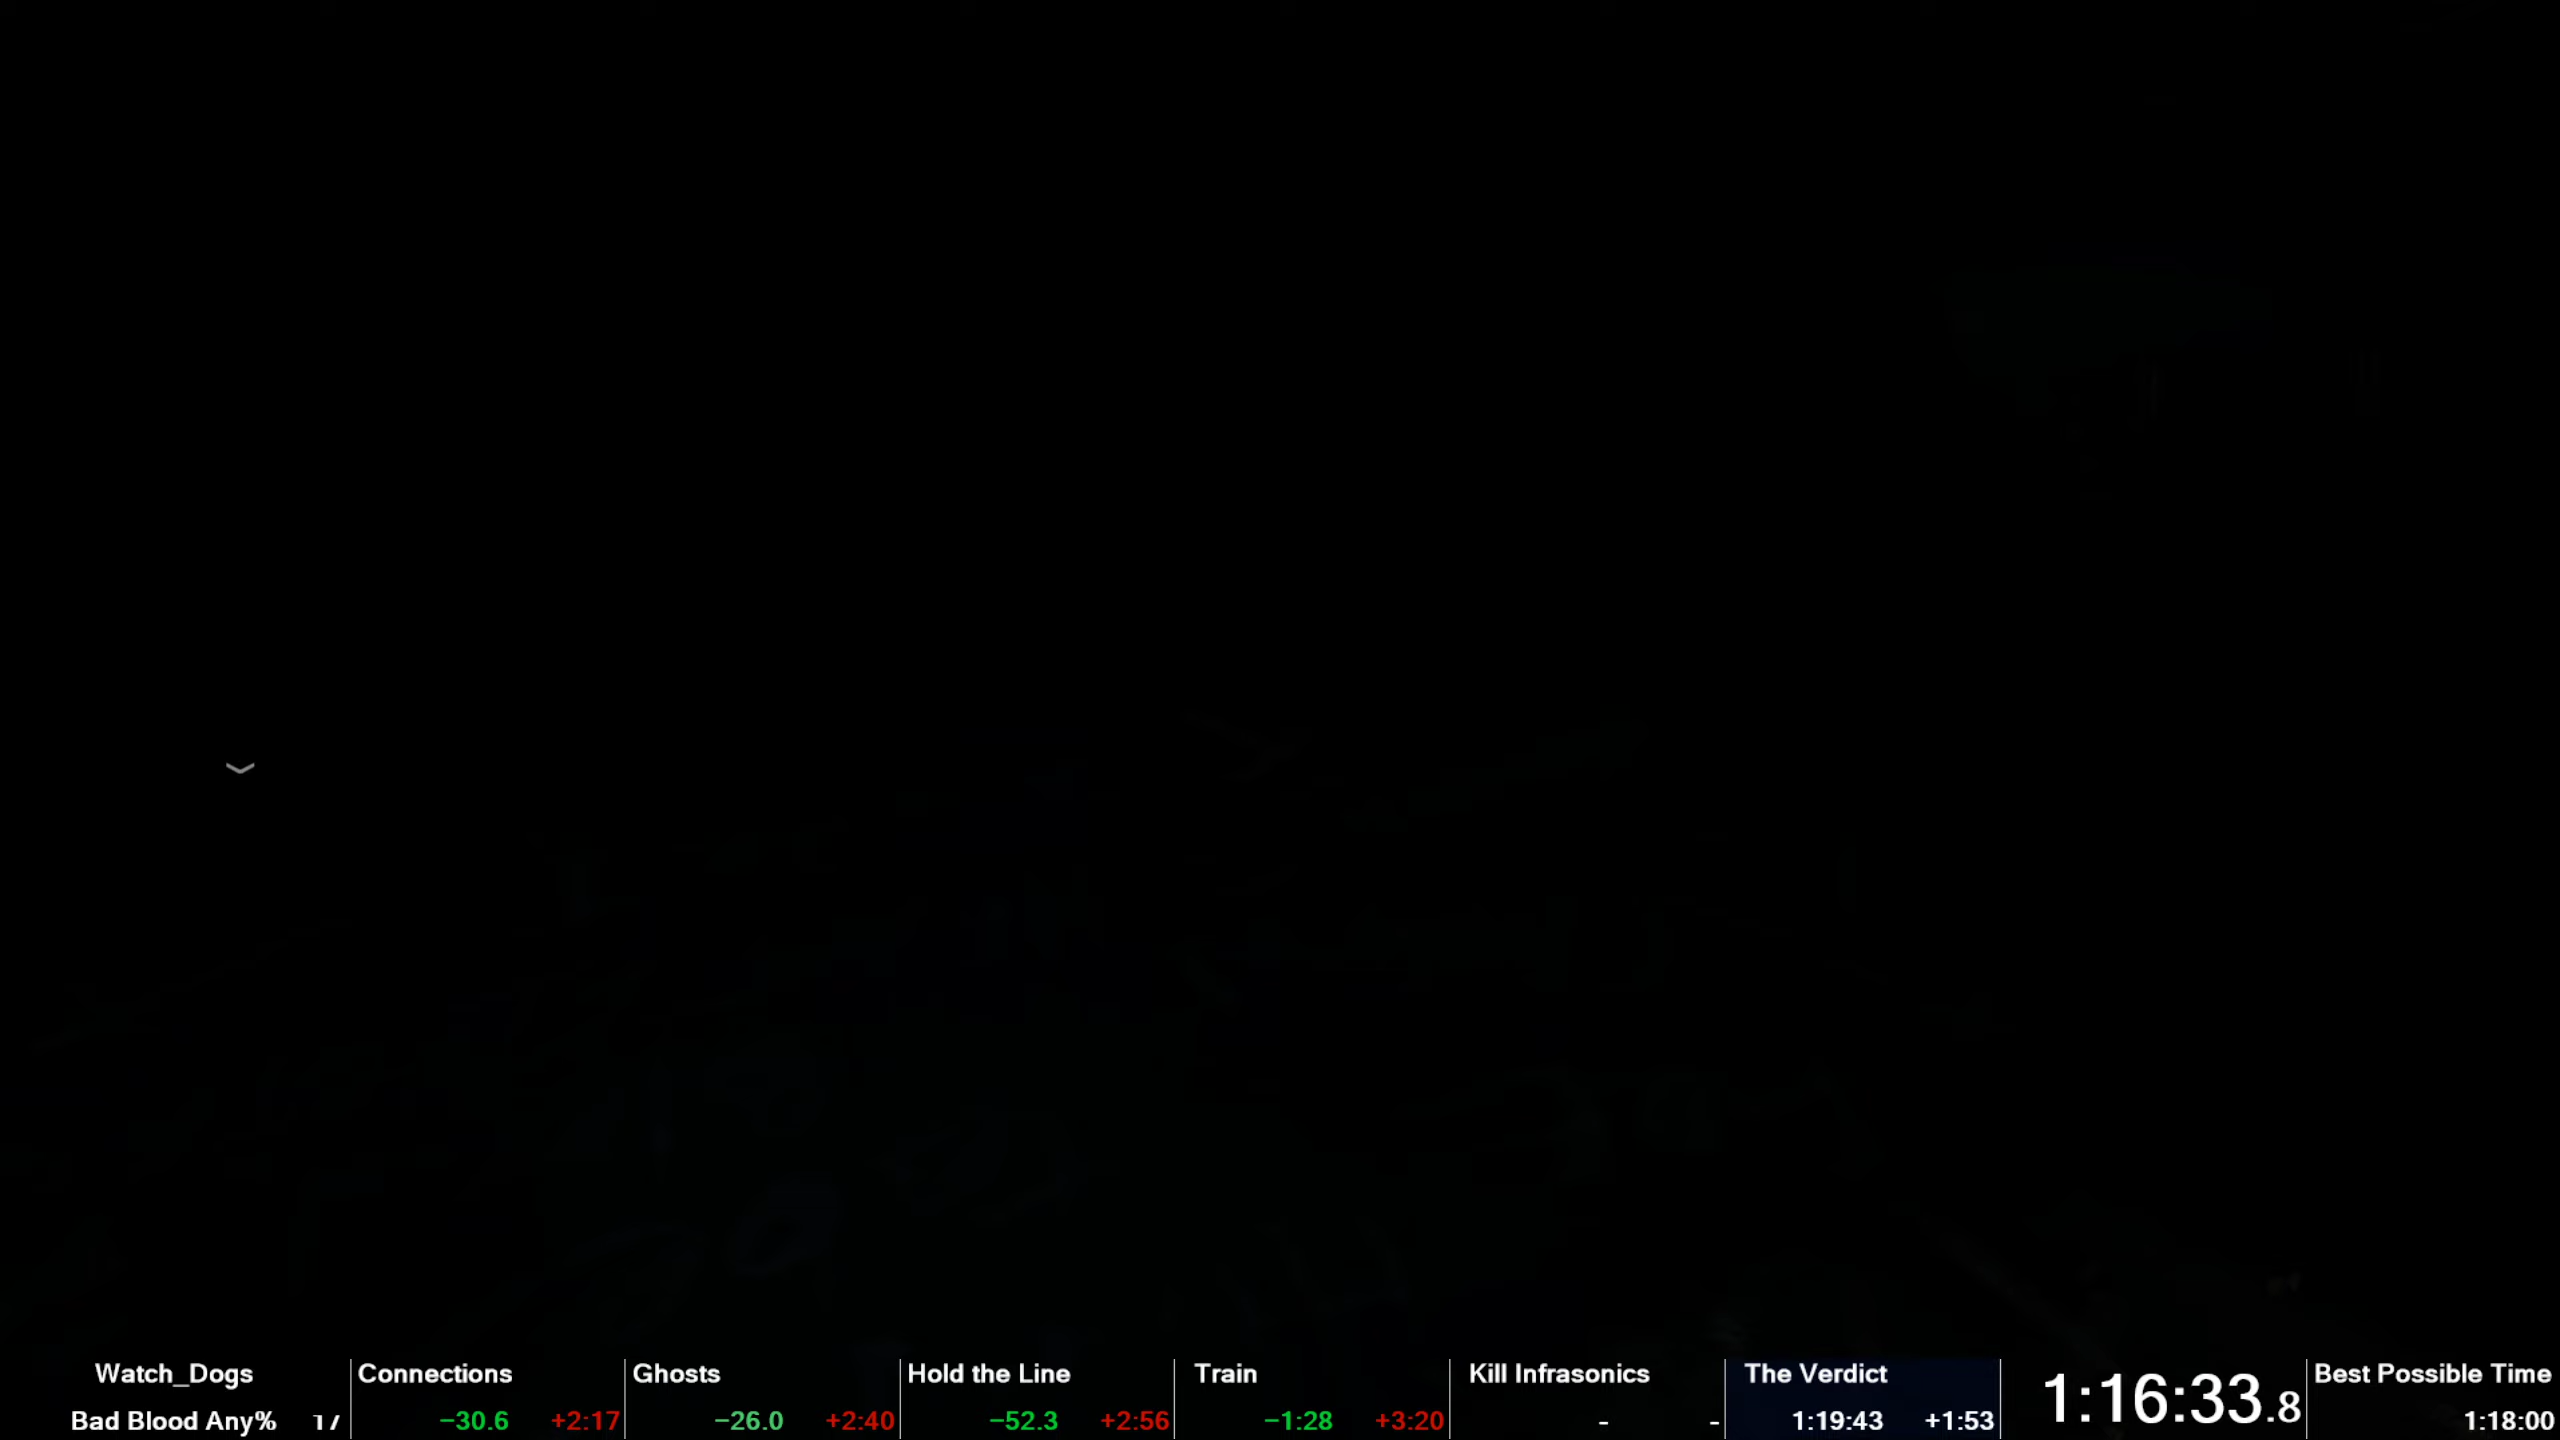 Watch_Dogs
Bad Blood Any% 17
Connections
−30.6 +2:17
Ghosts
−26.0 +2:40
Hold the Line
−52.3 +2:56
Train
−1:28 +3:20
Kill Infrasonics
- -
The Verdict
1:19:43 +1:53
1:16:33.8
Best Possible Time
1:18:00